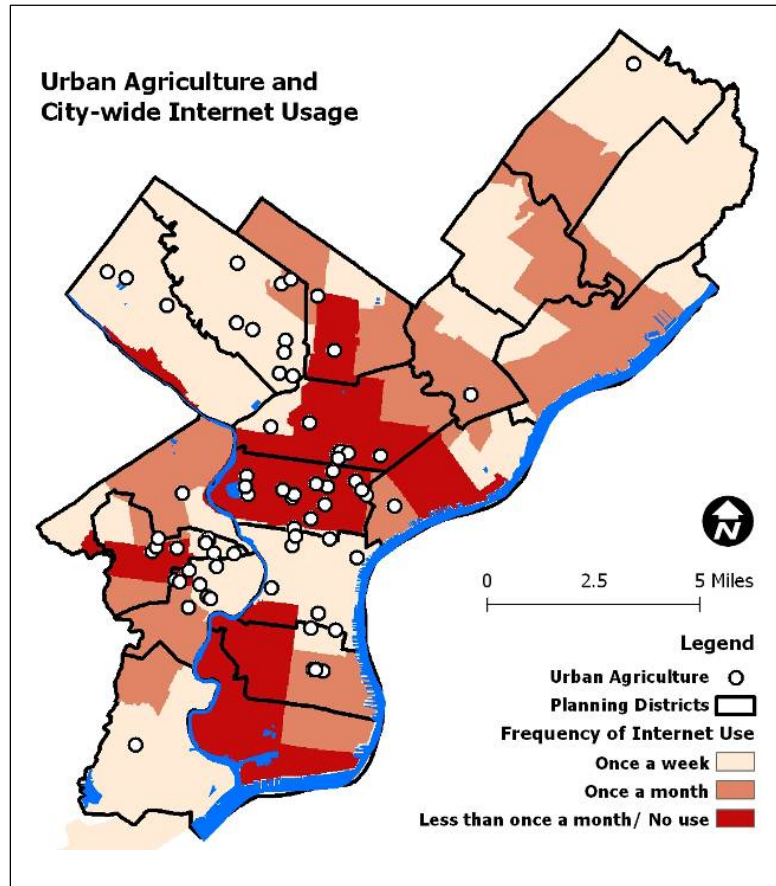 Urban Agriculture and
City-wide Internet Usage
N
0 2.5 5 Miles
Legend
Urban Agriculture
Planning Districts
Frequency of Internet Use
Once a week
Once a month
Less than once a month/ No use